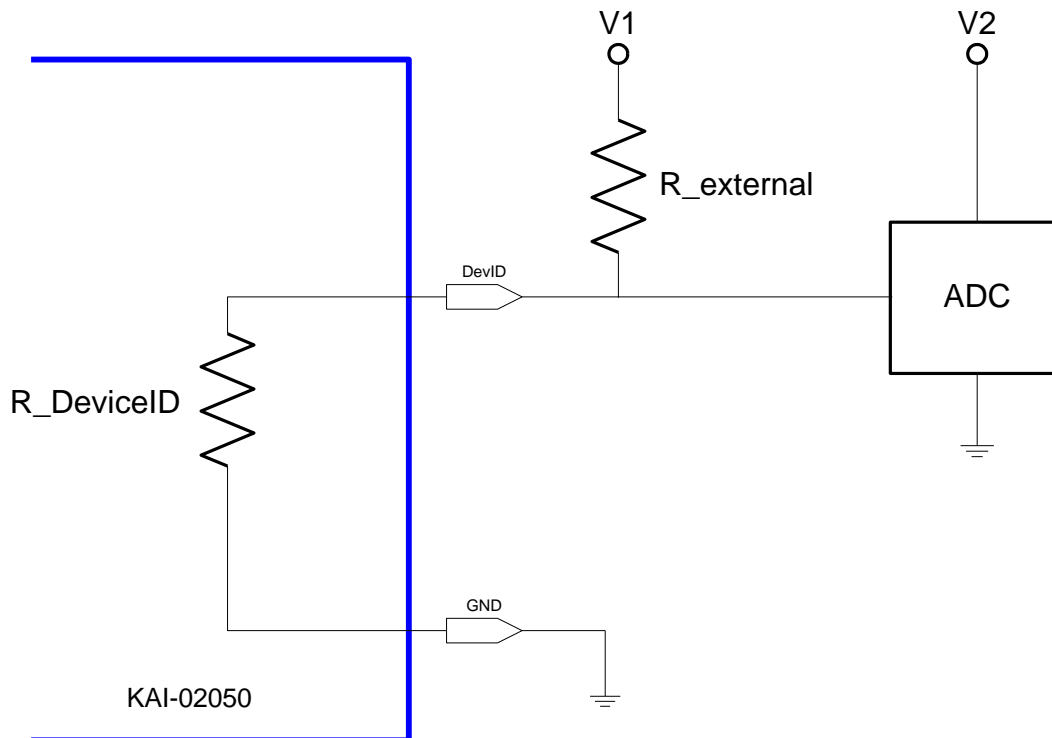 V1
V2
R_external
DevID
ADC
R_DeviceID
GND
KAI-02050